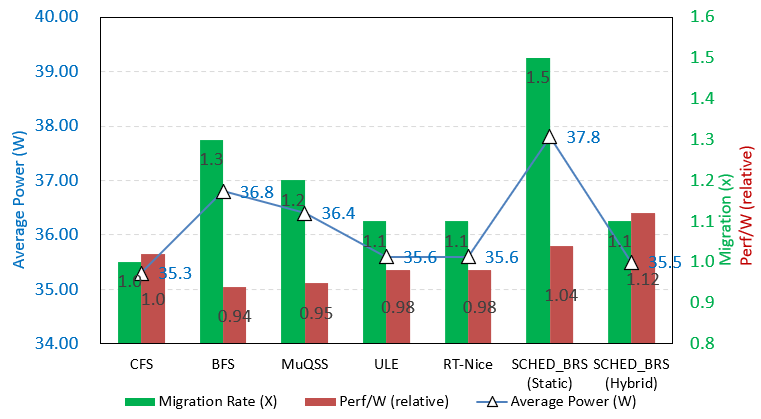 40.00
39.00
38.00
37.00
36.00
35.00
34.00
Average Power (W)
1.6
1.5
1.4
1.3
1.2
1.1
1.0
0.9
0.8
Migration (x)
Perf/W (relative)
1.0
1.3
1.2
1.1
1.1
1.5
1.1
1.0
0.94
0.95
0.98
0.98
1.04
1.12
35.3
36.8
36.4
35.6
35.6
37.8
35.5
CFS
BFS
MuQSS
ULE
RT-Nice
SCHED_BRS
(Static)
SCHED_BRS
(Hybrid)
Migration Rate (X)
Perf/W (relative)
Average Power (W)